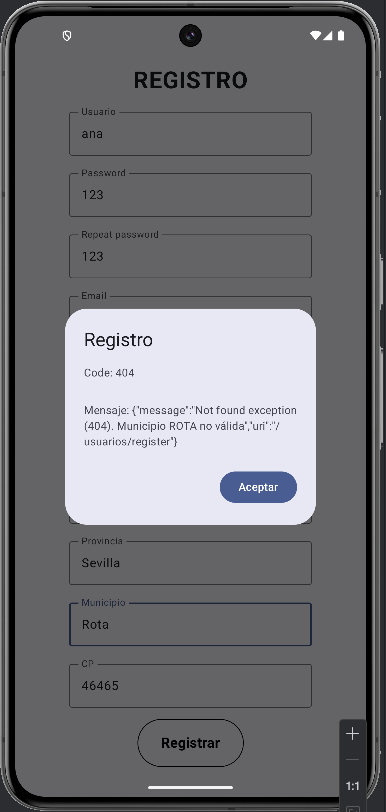 REGISTRO
Usuario
ana
Password
123
Repeat password
123
Email
Registro
Code: 404
Mensaje: {"message":"Not found exception
(404). Municipio ROTA no válida","uri":"/
usuarios/register"}
Aceptar
Provincia
Sevilla
Municipio
Rota
CP
46465
Registrar
1:1